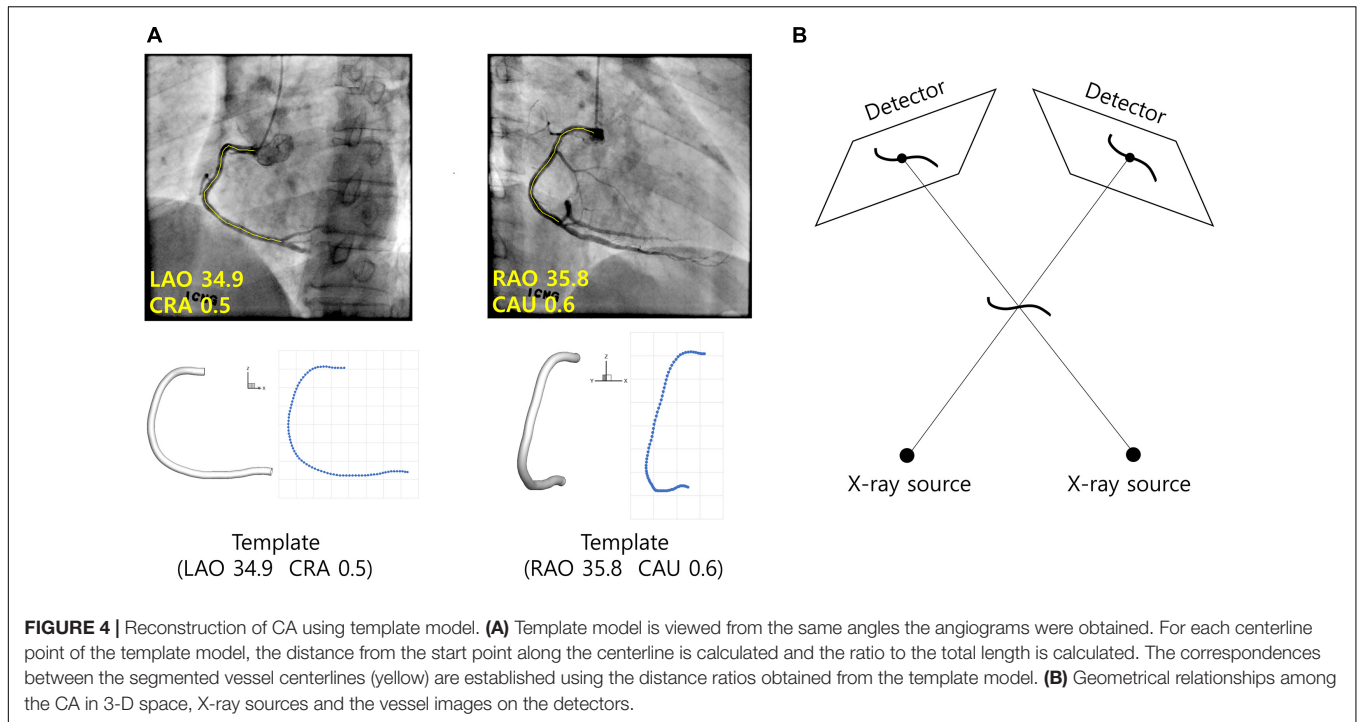 A
B
LAO 34.9
CRA 0.5
RAO 35.8
CAU 0.6
Detector
Detector
X-ray source
X-ray source
Z
X
Z
Y
X
Template
(LAO 34.9 CRA 0.5)
Template
(RAO 35.8 CAU 0.6)
FIGURE 4 | Reconstruction of CA using template model. (A) Template model is viewed from the same angles the angiograms were obtained. For each centerline
point of the template model, the distance from the start point along the centerline is calculated and the ratio to the total length is calculated. The correspondences
between the segmented vessel centerlines (yellow) are established using the distance ratios obtained from the template model. (B) Geometrical relationships among
the CA in 3-D space, X-ray sources and the vessel images on the detectors.